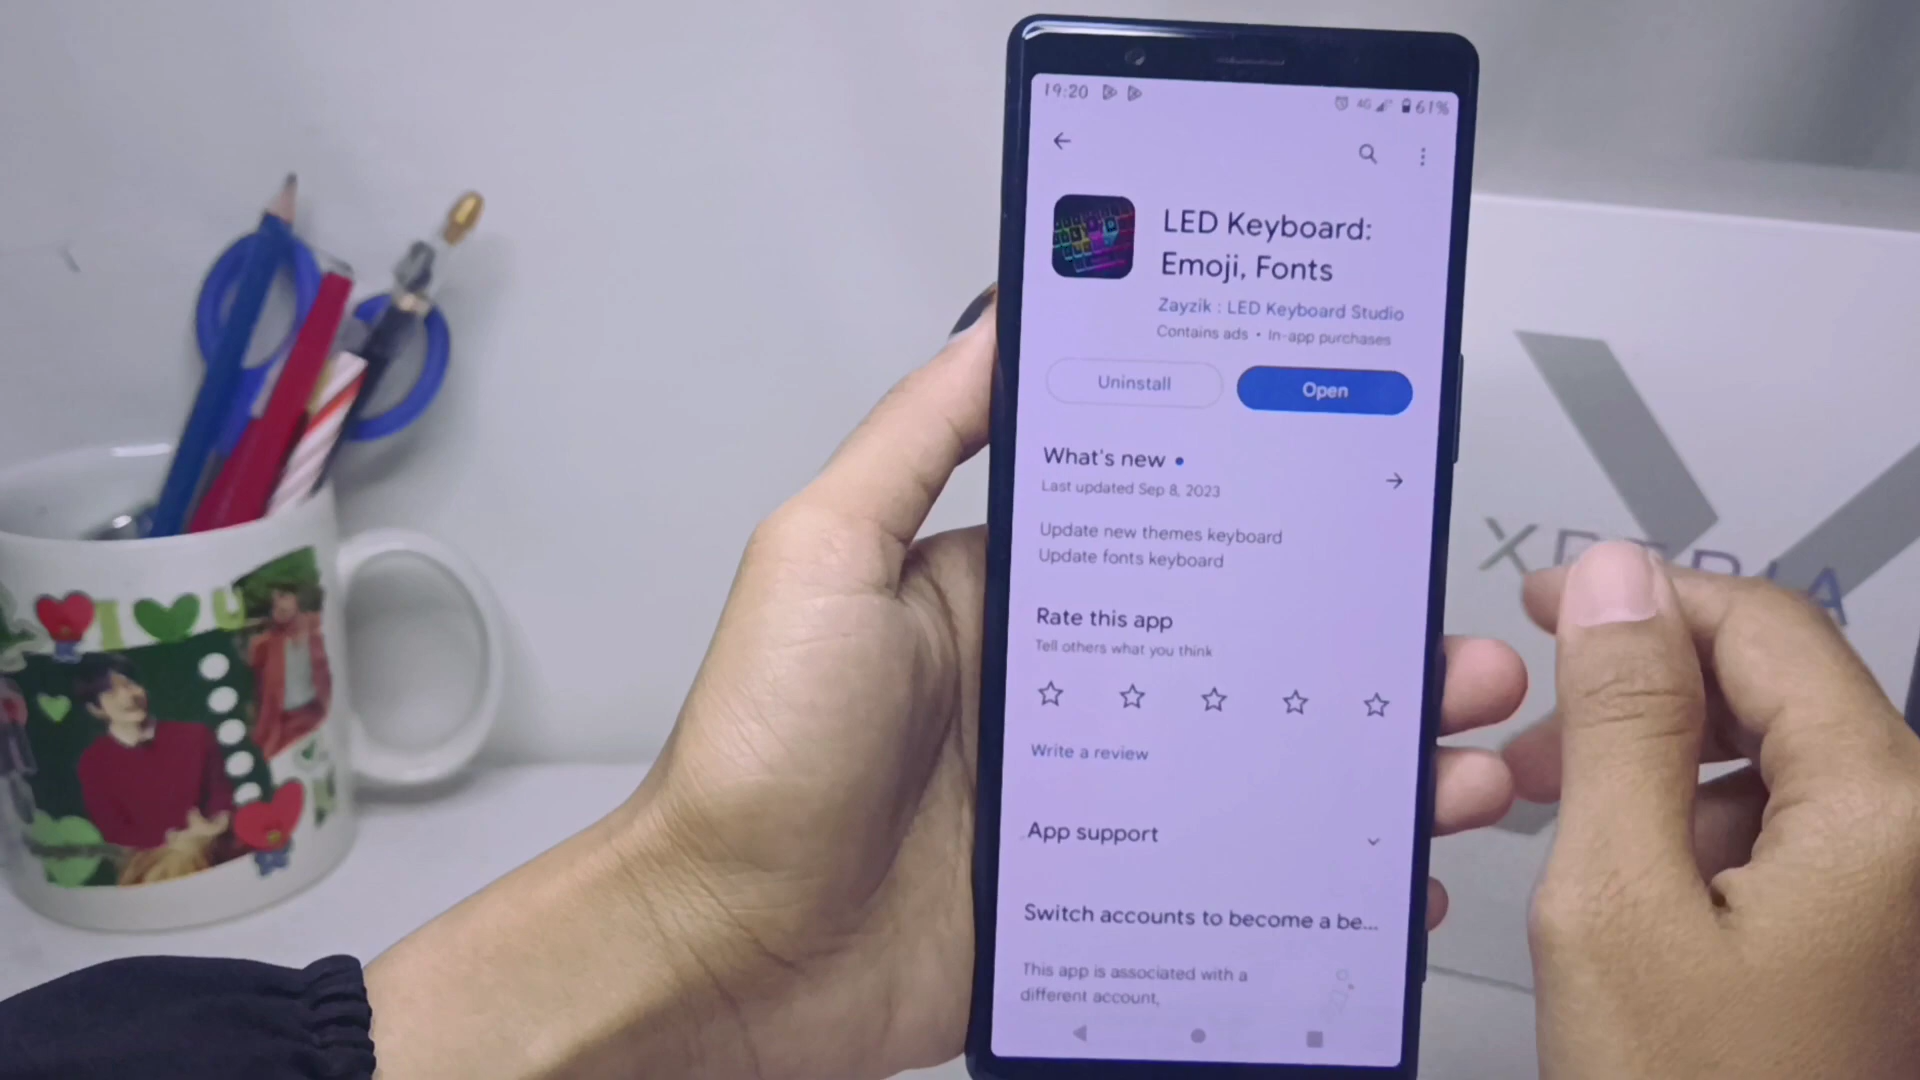 19:20
4G
61%
LED Keyboard:
Emoji, Fonts
Zayzik : LED Keyboard Studio
Contains ads • In-app purchases
Uninstall
Open
What's new •
Last updated Sep 8, 2023
Update new themes keyboard
Update fonts keyboard
Rate this app
Tell others what you think
Write a review
App support
Switch accounts to become a be...
This app is associated with a
different account,
XPERIA
I
U